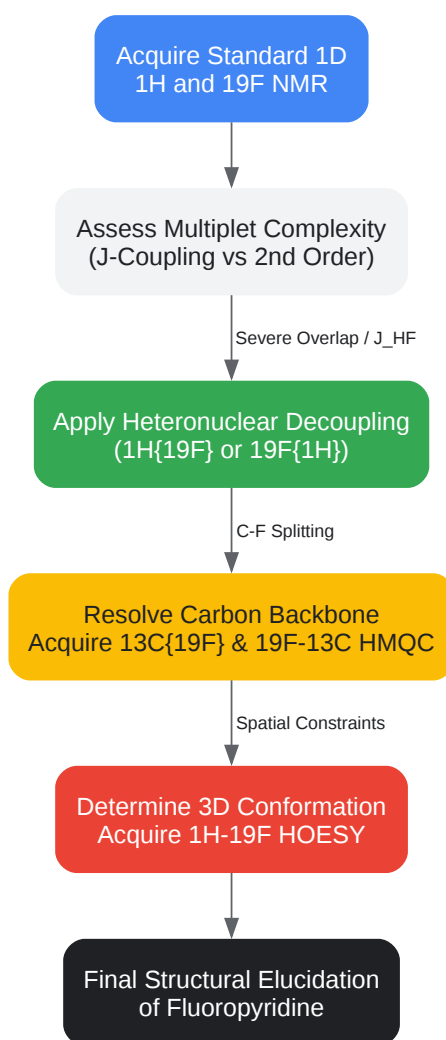 Acquire Standard 1D
1H and 19F NMR
Assess Multiplet Complexity
(J-Coupling vs 2nd Order)
Severe Overlap / J_HF
Apply Heteronuclear Decoupling
(1H{19F} or 19F{1H})
C-F Splitting
Resolve Carbon Backbone
Acquire 13C{19F} & 19F-13C HMQC
Spatial Constraints
Determine 3D Conformation
Acquire 1H-19F HOESY
Final Structural Elucidation
of Fluoropyridine